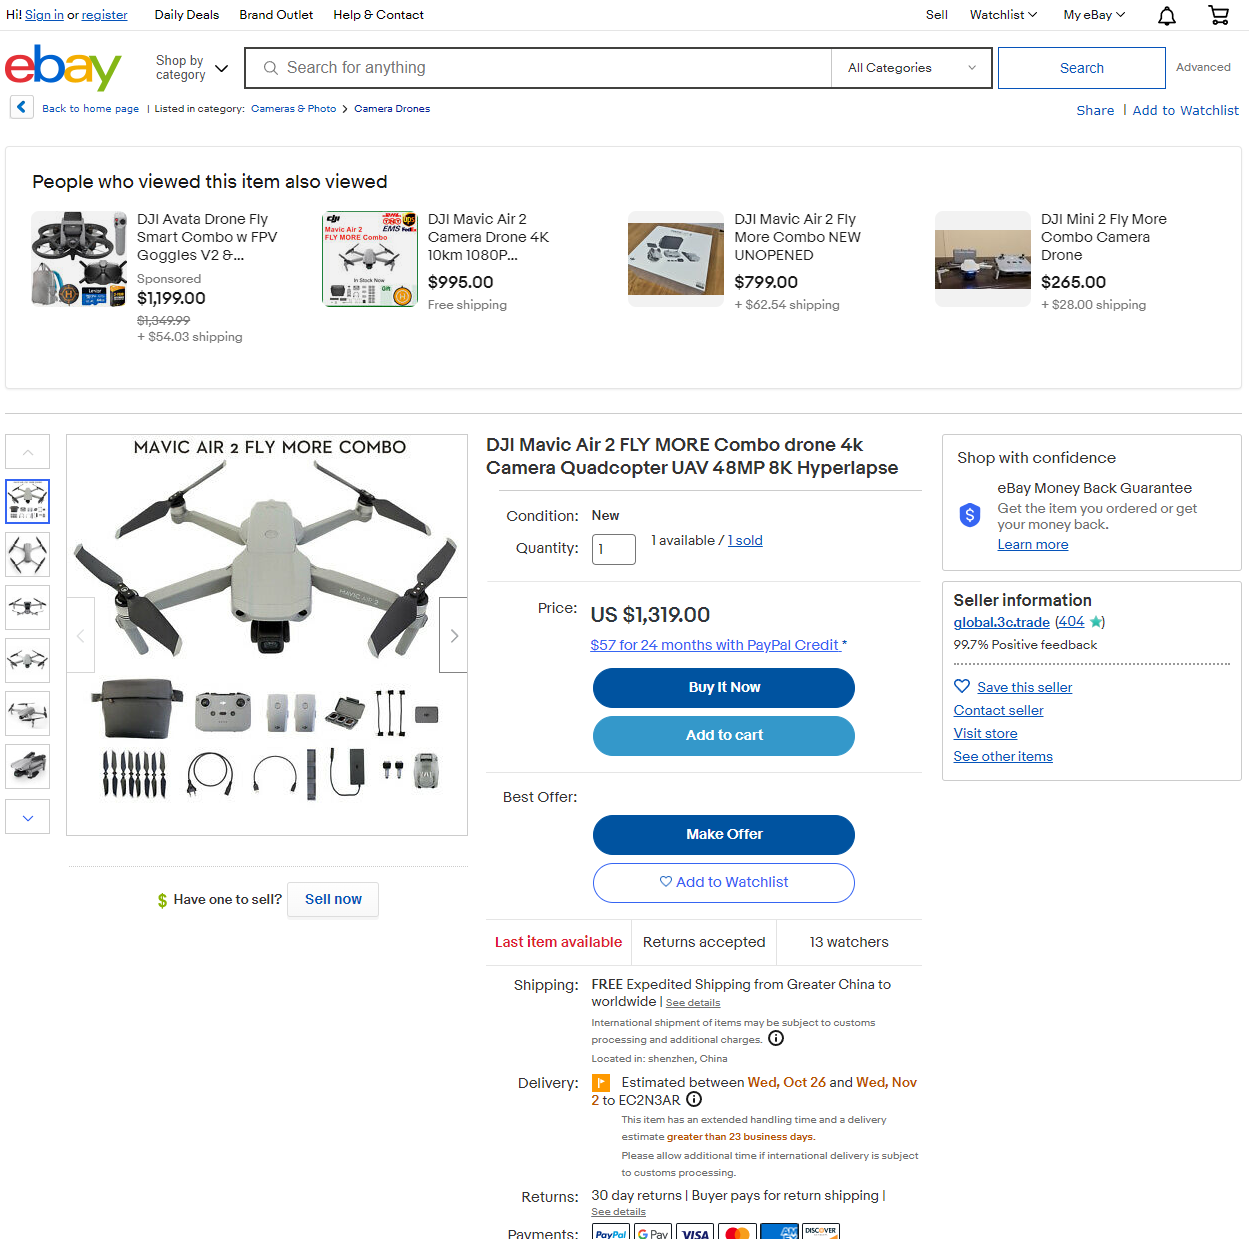 Hi! Sign in or register
Daily Deals
Brand Outlet
Help & Contact
Sell
Watchlist
My eBay
ebay
Shop by category
Search for anything
All Categories
Search
Advanced
Back to home page | Listed in category: Cameras & Photo > Camera Drones
Share | Add to Watchlist
People who viewed this item also viewed
DJI Avata Drone Fly
Smart Combo w FPV
Goggles V2 &...
Sponsored
$1,199.00
$1,349.99
+ $54.03 shipping
DJI Mavic Air 2
Camera Drone 4K
10km 1080P...
$995.00
Free shipping
DJI Mavic Air 2 Fly
More Combo NEW
UNOPENED
$799.00
+ $62.54 shipping
DJI Mini 2 Fly More
Combo Camera
Drone
$265.00
+ $28.00 shipping
MAVIC AIR 2 FLY MORE COMBO
MAVIC AIR 2
$ Have one to sell? Sell now
DJI Mavic Air 2 FLY MORE Combo drone 4k
Camera Quadcopter UAV 48MP 8K Hyperlapse
Condition: New
Quantity: 1
1 available / 1 sold
Price: US $1,319.00
$57 for 24 months with PayPal Credit *
Buy It Now
Add to cart
Best Offer:
Make Offer
Add to Watchlist
Last item available
Returns accepted
13 watchers
Shipping: FREE Expedited Shipping from Greater China to
worldwide | See details
International shipment of items may be subject to customs
processing and additional charges.
Located in: shenzhen, China
Delivery: Estimated between Wed, Oct 26 and Wed, Nov
2 to EC2N3AR
This item has an extended handling time and a delivery
estimate greater than 23 business days.
Please allow additional time if international delivery is subject
to customs processing.
Returns: 30 day returns | Buyer pays for return shipping |
See details
Payments: PayPal G Pay VISA DISCOVER
Shop with confidence
eBay Money Back Guarantee
Get the item you ordered or get
your money back.
Learn more
Seller information
global.3c.trade (404)
99.7% Positive feedback
Save this seller
Contact seller
Visit store
See other items